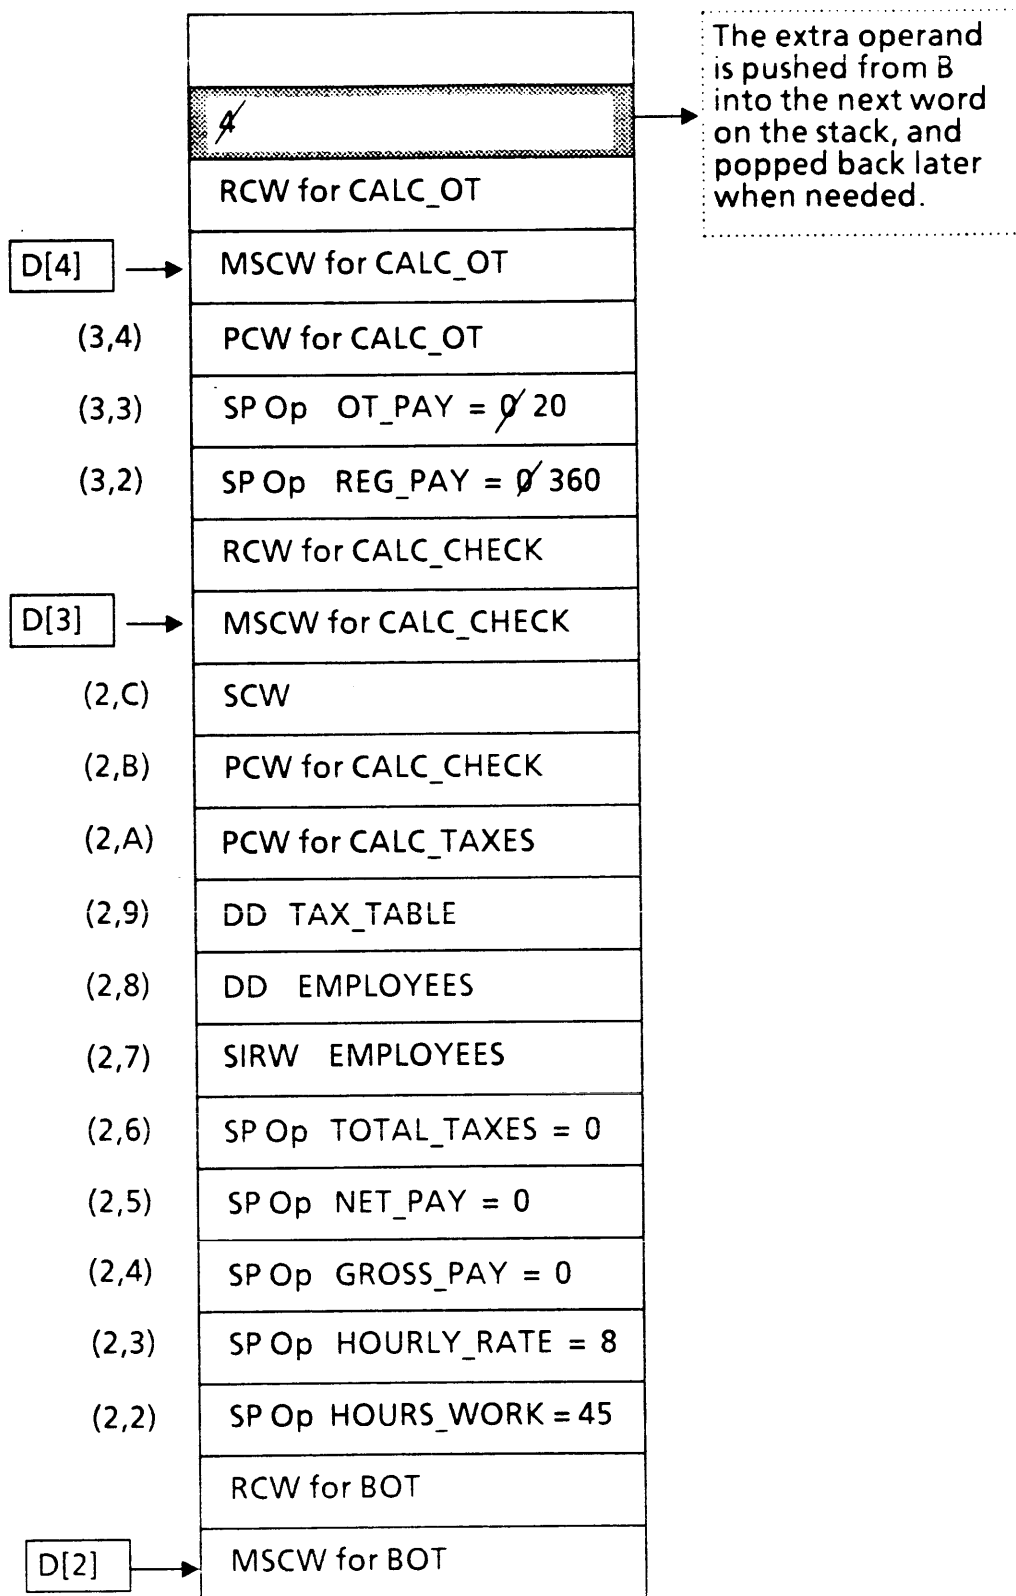 The extra operand
is pushed from B
into the next word
on the stack, and
popped back later
when needed.
4
RCW for CALC_OT
D[4] MSCW for CALC_OT
(3,4) PCW for CALC_OT
(3,3) SP Op OT_PAY = 0 20
(3,2) SP Op REG_PAY = 0 360
RCW for CALC_CHECK
D[3] MSCW for CALC_CHECK
(2,C) SCW
(2,B) PCW for CALC_CHECK
(2,A) PCW for CALC_TAXES
(2,9) DD TAX_TABLE
(2,8) DD EMPLOYEES
(2,7) SIRW EMPLOYEES
(2,6) SP Op TOTAL_TAXES = 0
(2,5) SP Op NET_PAY = 0
(2,4) SP Op GROSS_PAY = 0
(2,3) SP Op HOURLY_RATE = 8
(2,2) SP Op HOURS_WORK = 45
RCW for BOT
D[2] MSCW for BOT